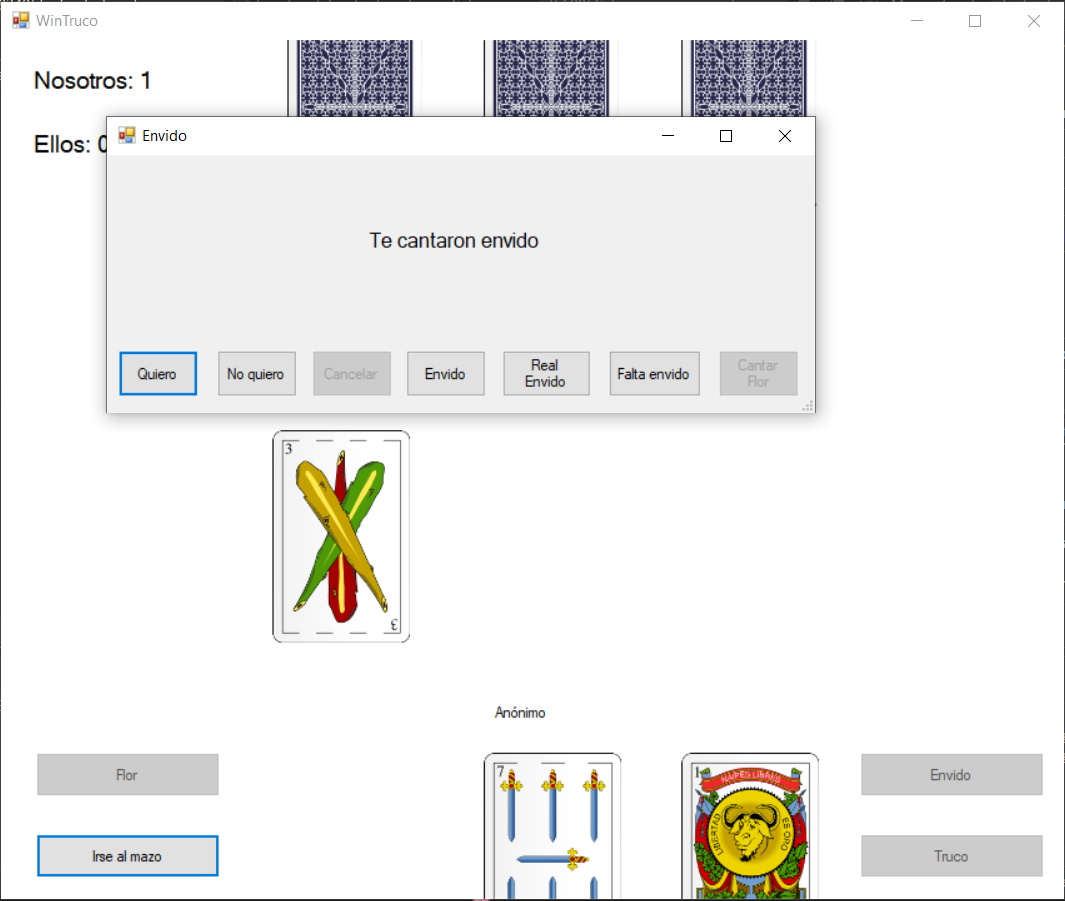 WinTruco
Nosotros: 1
Ellos: 0
Envido
Te cantaron envido
Quiero
No quiero
Cancelar
Envido
Real
Envido
Falta envido
Cantar
Flor
3
3
Anónimo
Flor
Irse al mazo
7
1
NAIPES LIBRES
LIBERTAD
ES ORO
Envido
Truco